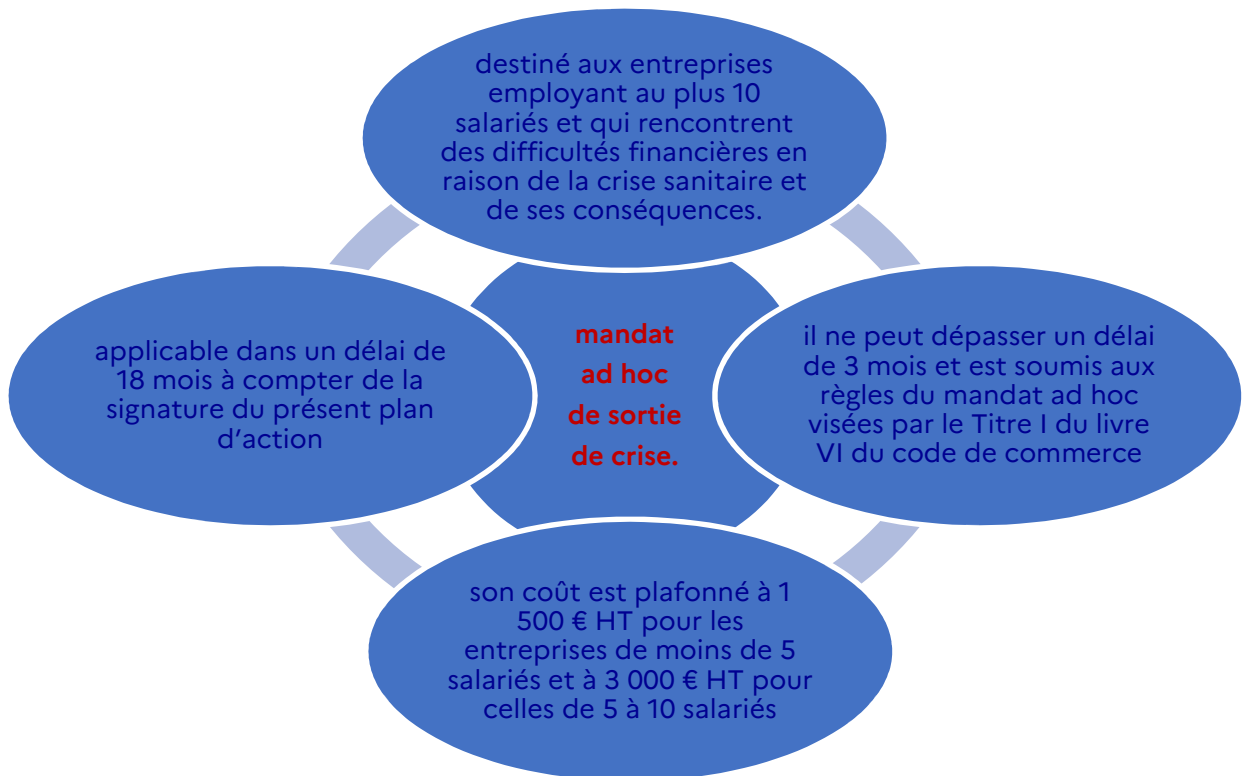 destiné aux entreprises
employant au plus 10
salariés et qui rencontrent
des difficultés financières en
raison de la crise sanitaire et
de ses conséquences.
applicable dans un délai de
18 mois à compter de la
signature du présent plan
d’action
mandat
ad hoc
de sortie
de crise.
il ne peut dépasser un délai
de 3 mois et est soumis aux
règles du mandat ad hoc
visées par le Titre I du livre
VI du code de commerce
son coût est plafonné à 1
500 € HT pour les
entreprises de moins de 5
salariés et à 3 000 € HT pour
celles de 5 à 10 salariés